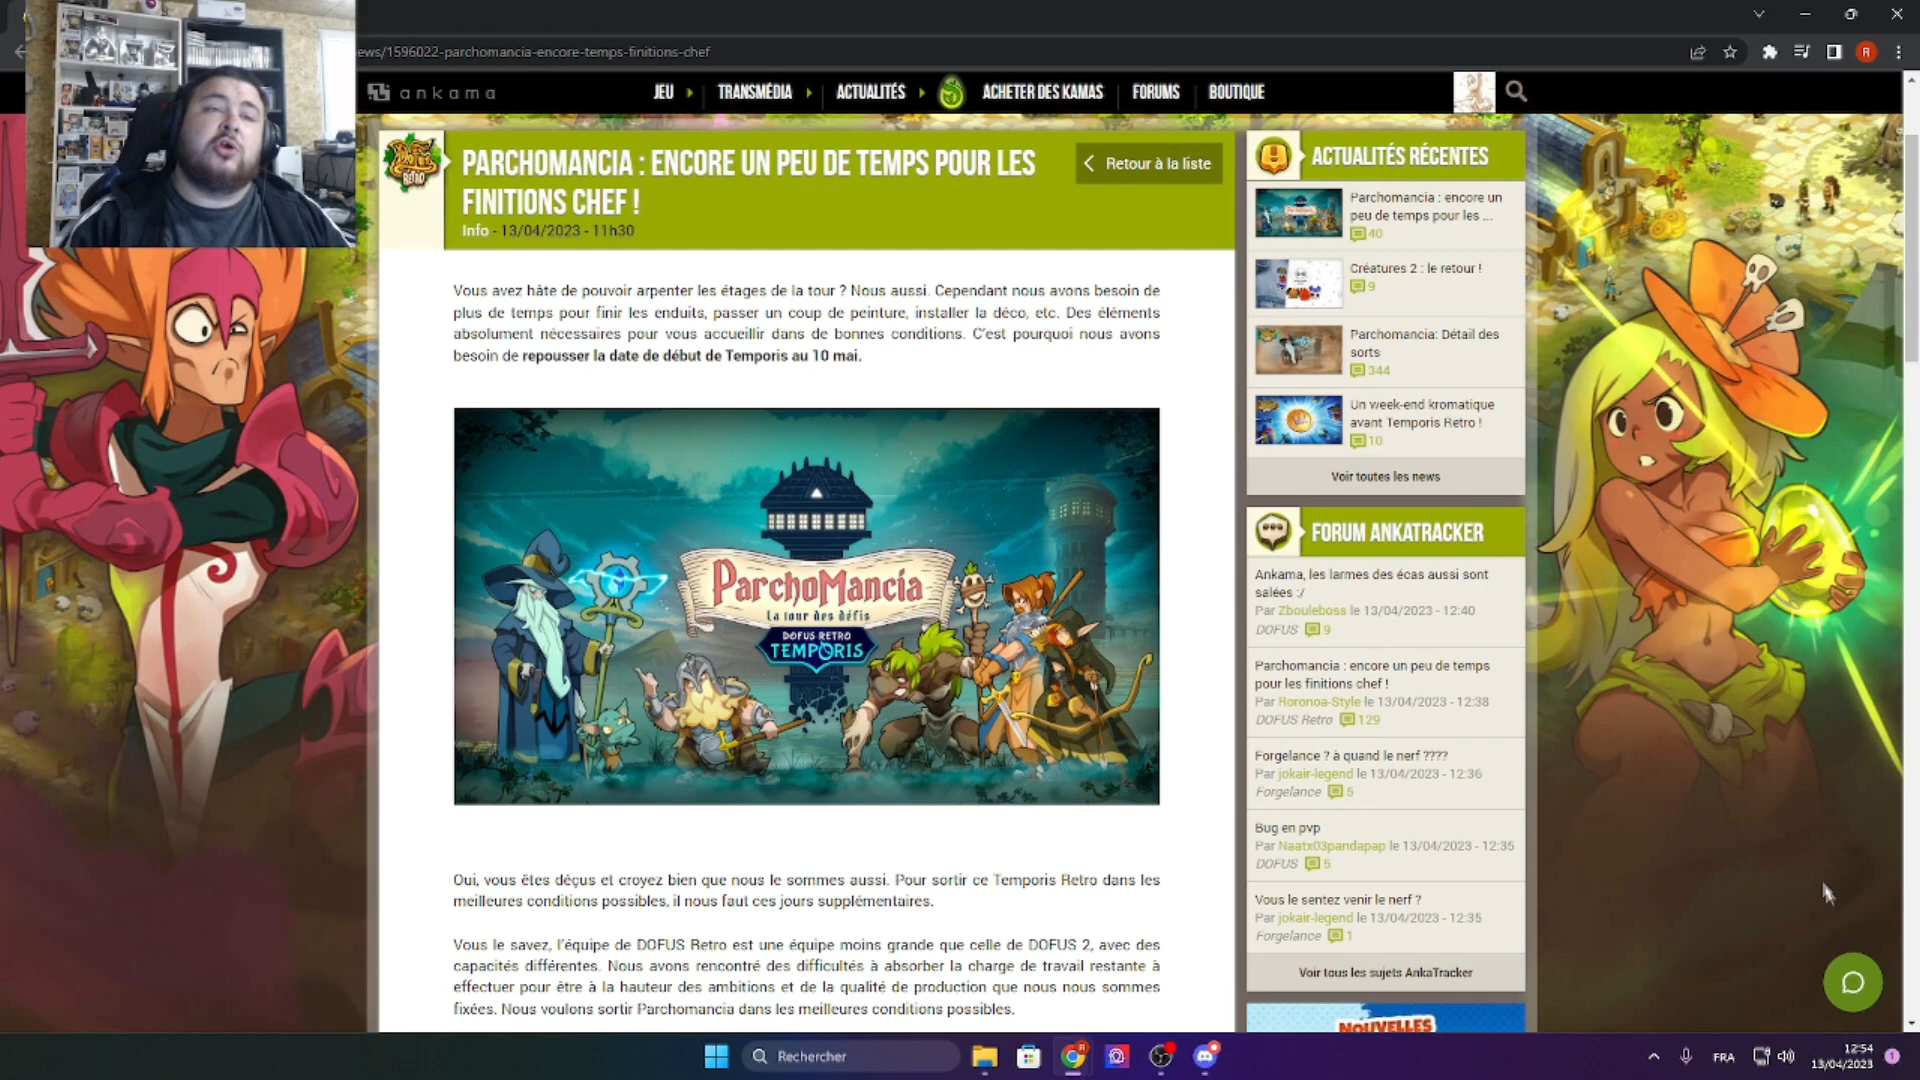 ews/1596022-parchomancia-encore-temps-finitions-chef
R
ankama
JEU
TRANSMÉDIA
ACTUALITÉS
ACHETER DES KAMAS
FORUMS
BOUTIQUE
RETRO
PARCHOMANCIA : ENCORE UN PEU DE TEMPS POUR LES
FINITIONS CHEF !
Info - 13/04/2023 - 11h30
Retour à la liste
Vous avez hâte de pouvoir arpenter les étages de la tour ? Nous aussi. Cependant nous avons besoin de
plus de temps pour finir les enduits, passer un coup de peinture, installer la déco, etc. Des éléments
absolument nécessaires pour vous accueillir dans de bonnes conditions. C'est pourquoi nous avons
besoin de repousser la date de début de Temporis au 10 mai.
PARCHOMANCIA
La tour des défis
DOFUS RETRO
TEMPORIS
Oui, vous êtes déçus et croyez bien que nous le sommes aussi. Pour sortir ce Temporis Retro dans les
meilleures conditions possibles, il nous faut ces jours supplémentaires.
Vous le savez, l'équipe de DOFUS Retro est une équipe moins grande que celle de DOFUS 2, avec des
capacités différentes. Nous avons rencontré des difficultés à absorber la charge de travail restante à
effectuer pour être à la hauteur des ambitions et de la qualité de production que nous nous sommes
fixées. Nous voulons sortir Parchomancia dans les meilleures conditions possibles.
ACTUALITÉS RÉCENTES
Parchomancia : encore un
peu de temps pour les ...
40
Créatures 2 : le retour !
9
Parchomancia: Détail des
sorts
344
Un week-end kromatique
avant Temporis Retro !
10
Voir toutes les news
FORUM ANKATRACKER
Ankama, les larmes des écas aussi sont
salées :/
Par Zbouleboss le 13/04/2023 - 12:40
DOFUS 9
Parchomancia : encore un peu de temps
pour les finitions chef !
Par Roronoa-Style le 13/04/2023 - 12:38
DOFUS Retro 129
Forgelance ? à quand le nerf ????
Par jokair-legend le 13/04/2023 - 12:36
Forgelance 5
Bug en pvp
Par Naatx03pandapap le 13/04/2023 - 12:35
DOFUS 5
Vous le sentez venir le nerf ?
Par jokair-legend le 13/04/2023 - 12:35
Forgelance 1
Voir tous les sujets AnkaTracker
NOUVELLES
Rechercher
FRA
12:54
13/04/2023
1